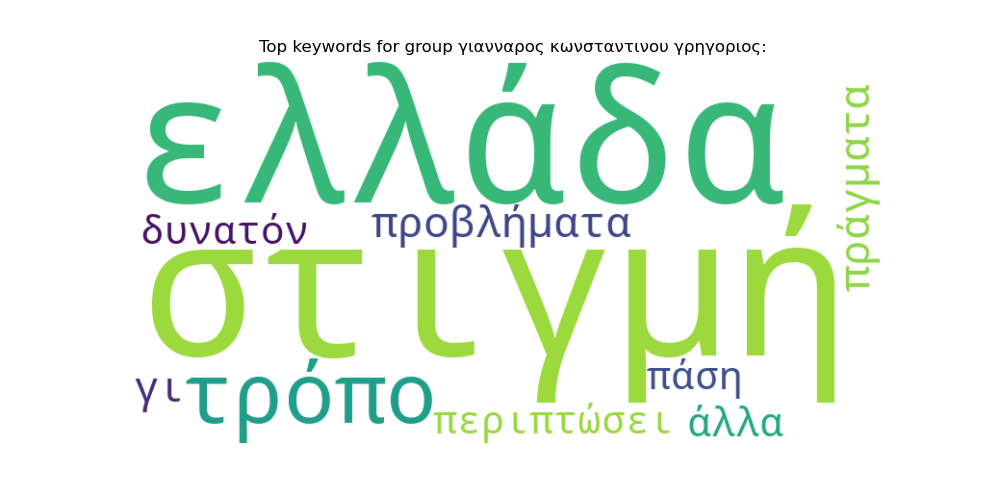 Top keywords for group γιανναρος κωνσταντινου γρηγοριος:
ελλάδα
πράγματα
δυνατόν
προβλήματα
στιγμή
γι
τρόπο
πάση
περιπτώσει
άλλα